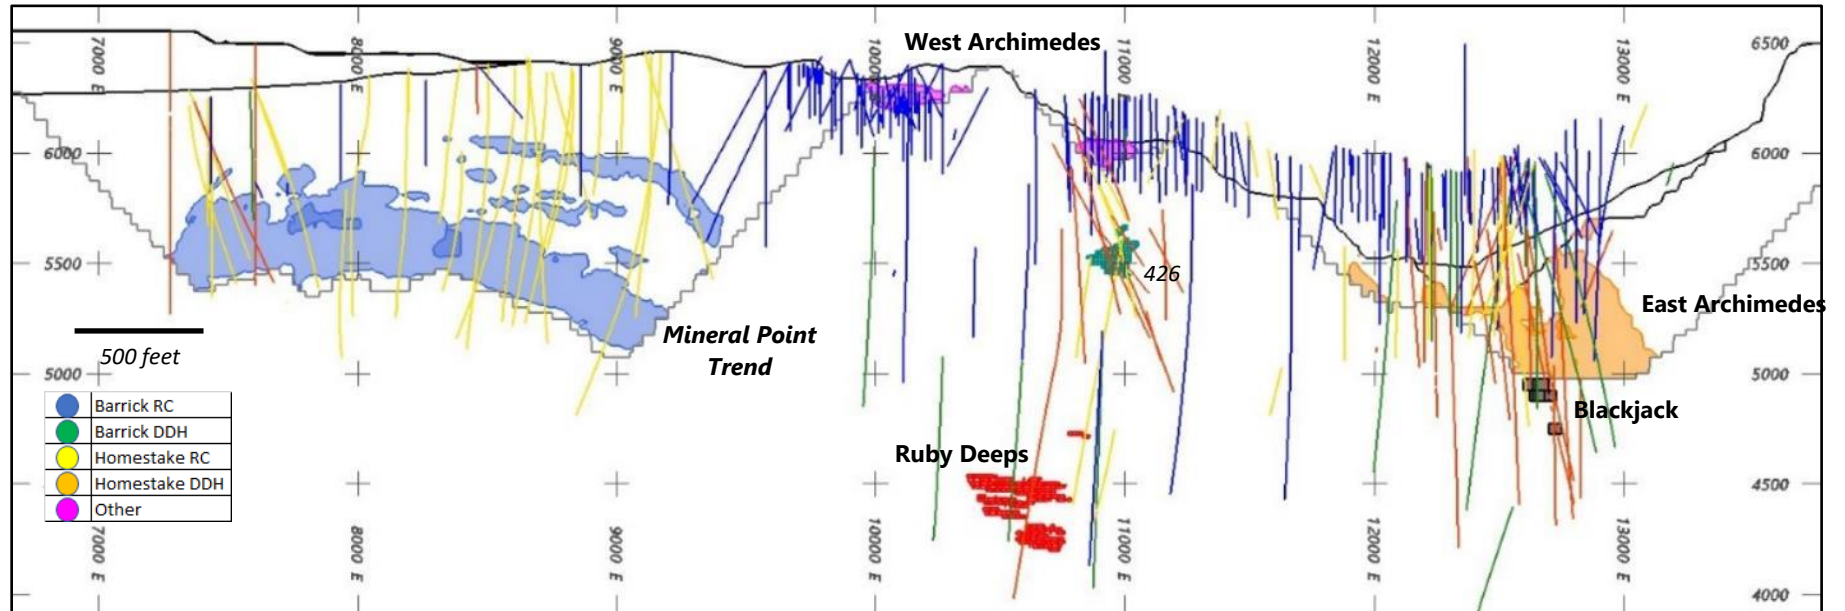 7000 E
8000 E
9000 E
10000 E
11000 E
12000 E
13000 E
6500
West Archimedes
6000
6000
5500
5500
426
East Archimedes
Mineral Point
Trend
500 feet
5000
5000
Blackjack
Barrick RC
Barrick DDH
Homestake RC
Homestake DDH
Other
Ruby Deeps
4500
7000 E
8000 E
9000 E
10000 E
11000 E
12000 E
13000 E
4000